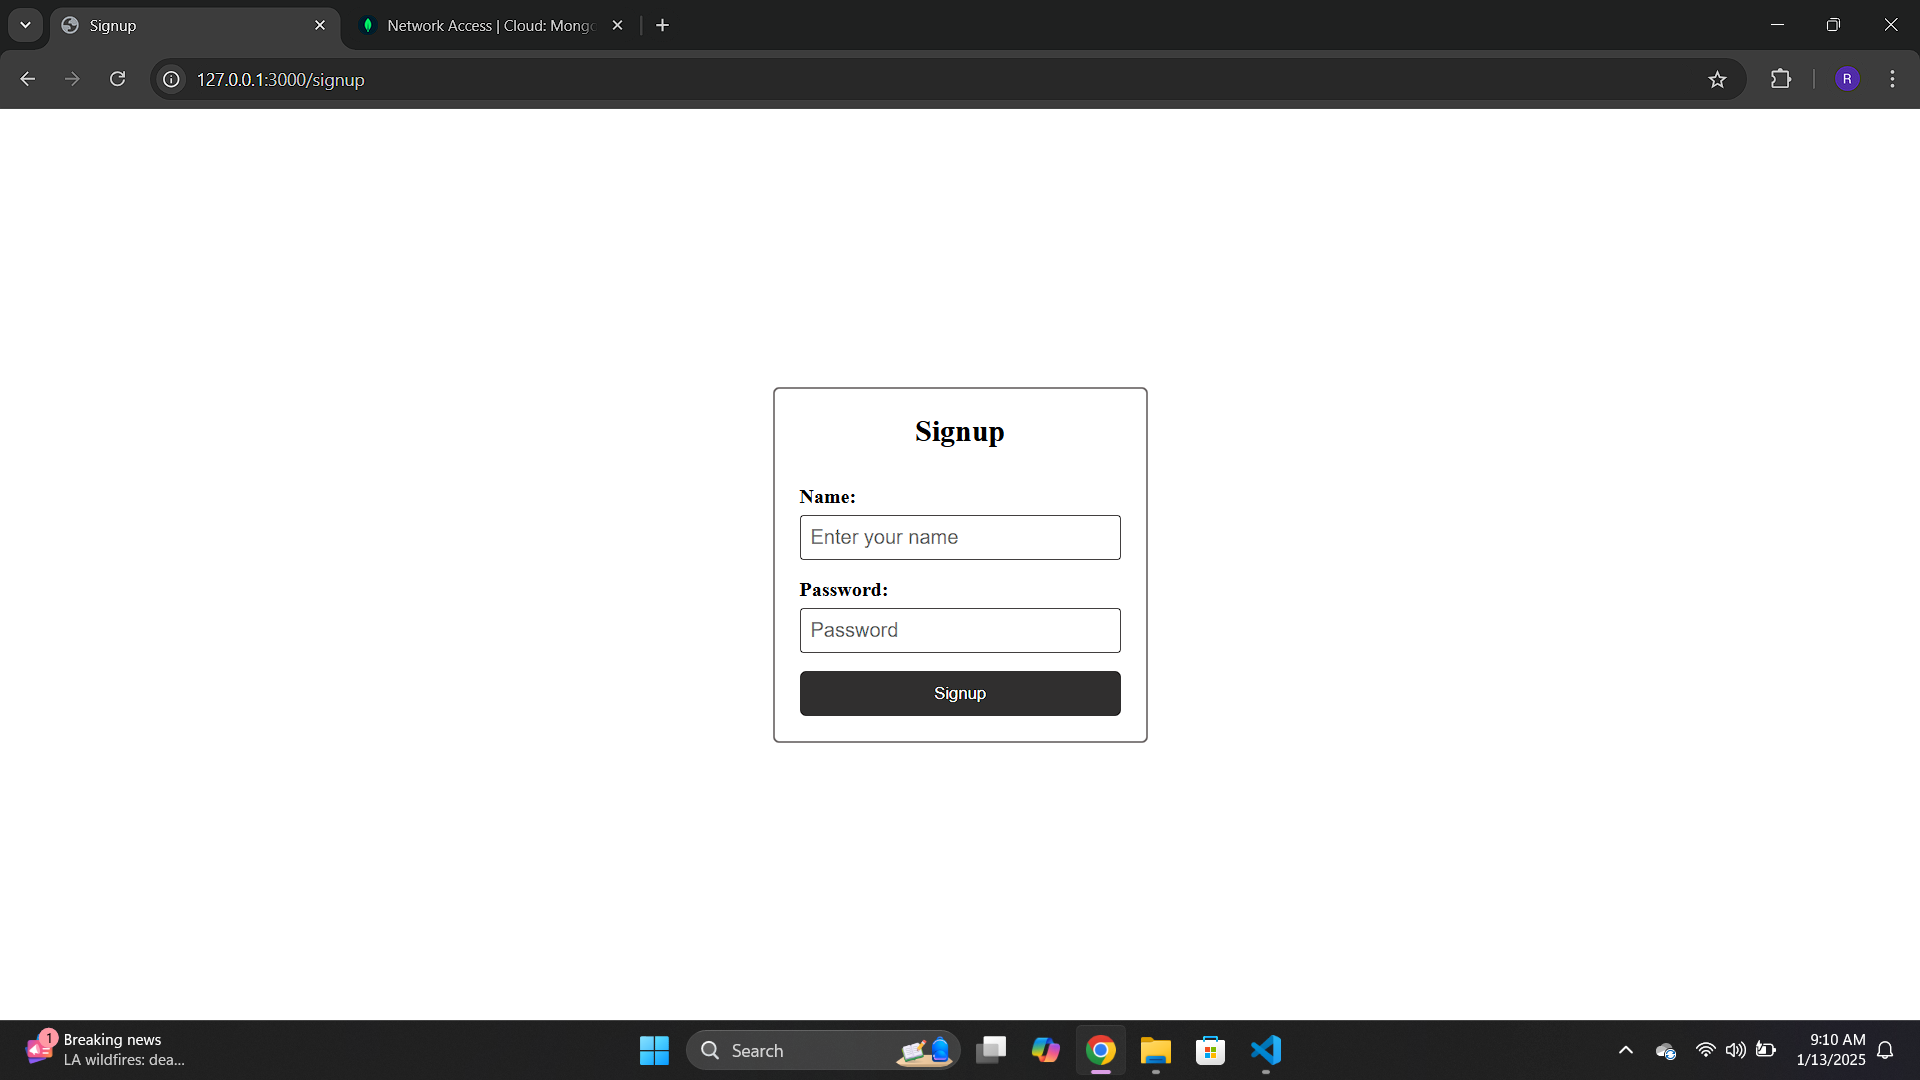 Signup
Network Access | Cloud: Mong
127.0.0.1:3000/signup
R
Signup
Name:
Enter your name
Password:
Password
Signup
1
Breaking news
LA wildfires: dea...
Search
9:10 AM
1/13/2025